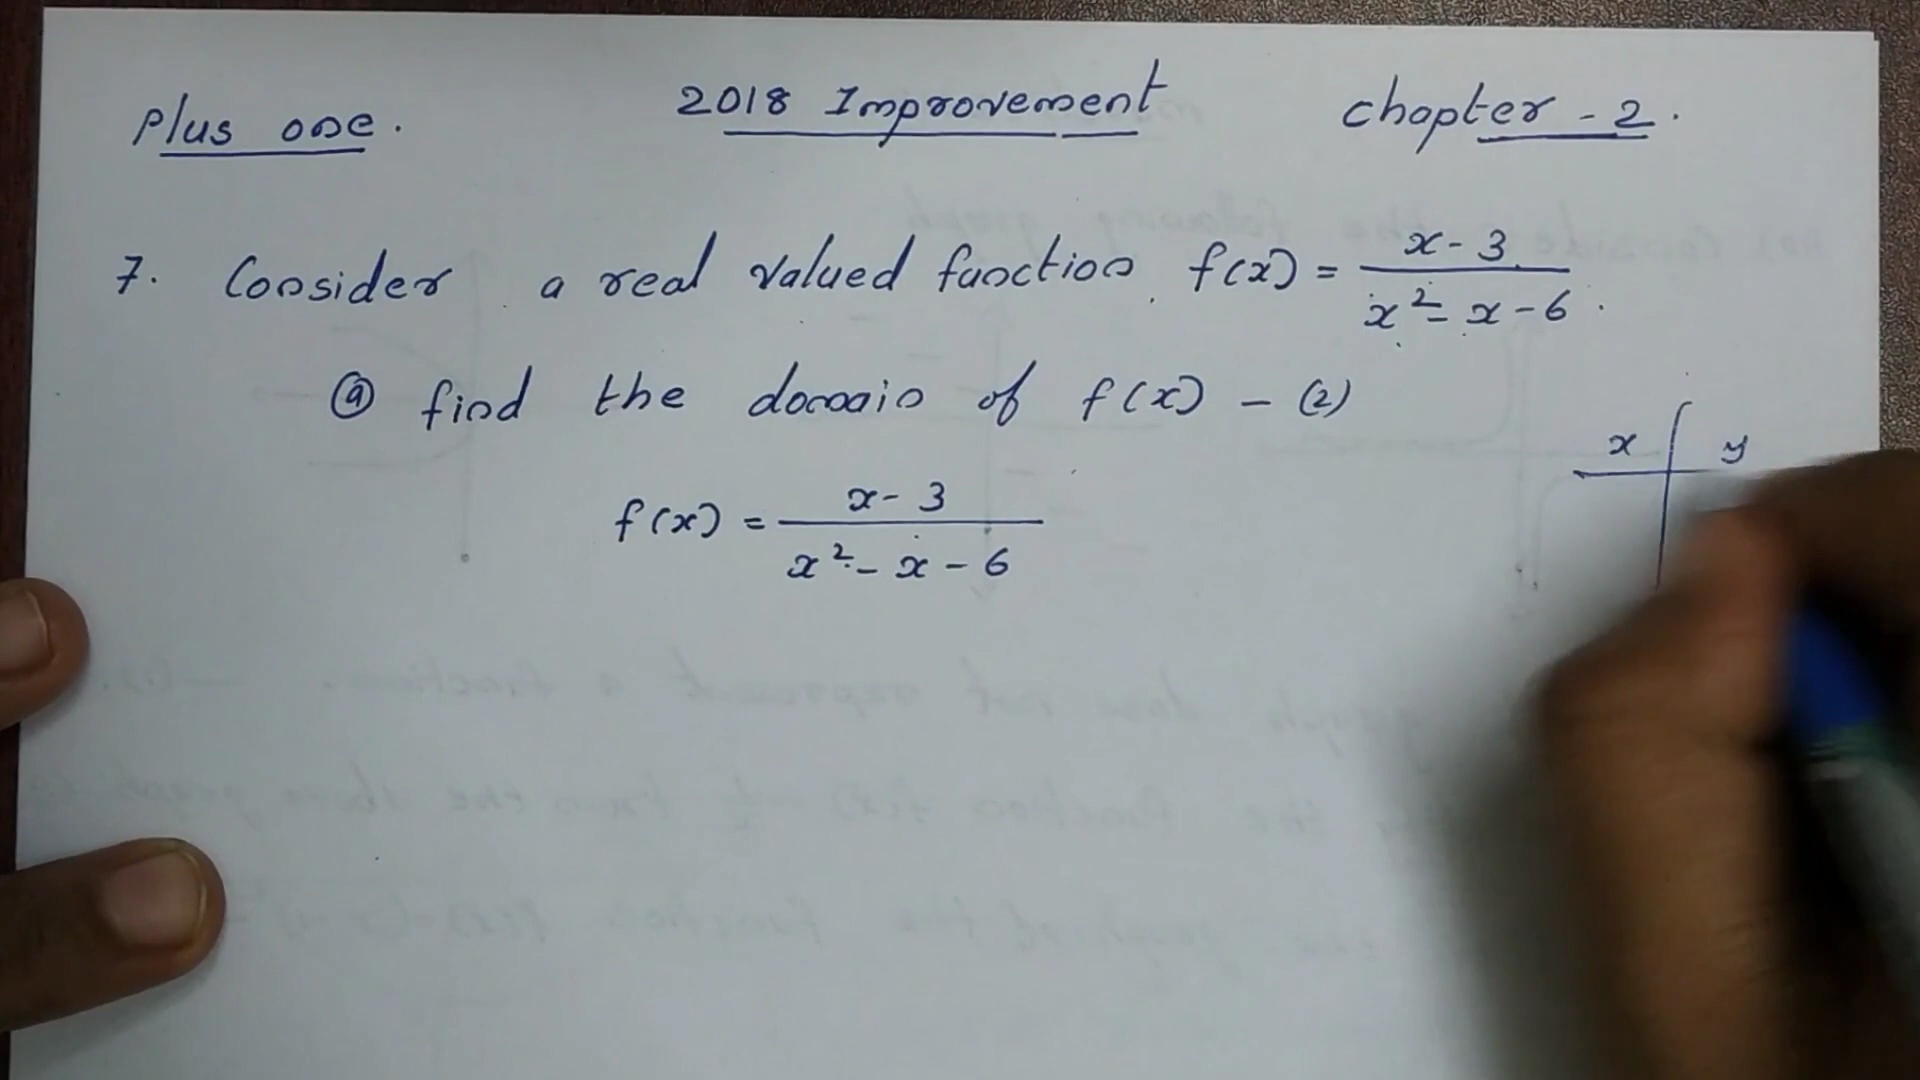 Plus one. 2018 Improvement Chapter - 2.
7. Consider a real valued function f(x) = x - 3 / x² - x - 6 .
(a) find the domain of f(x) - (2)
f(x) = x - 3 / x² - x - 6
x y